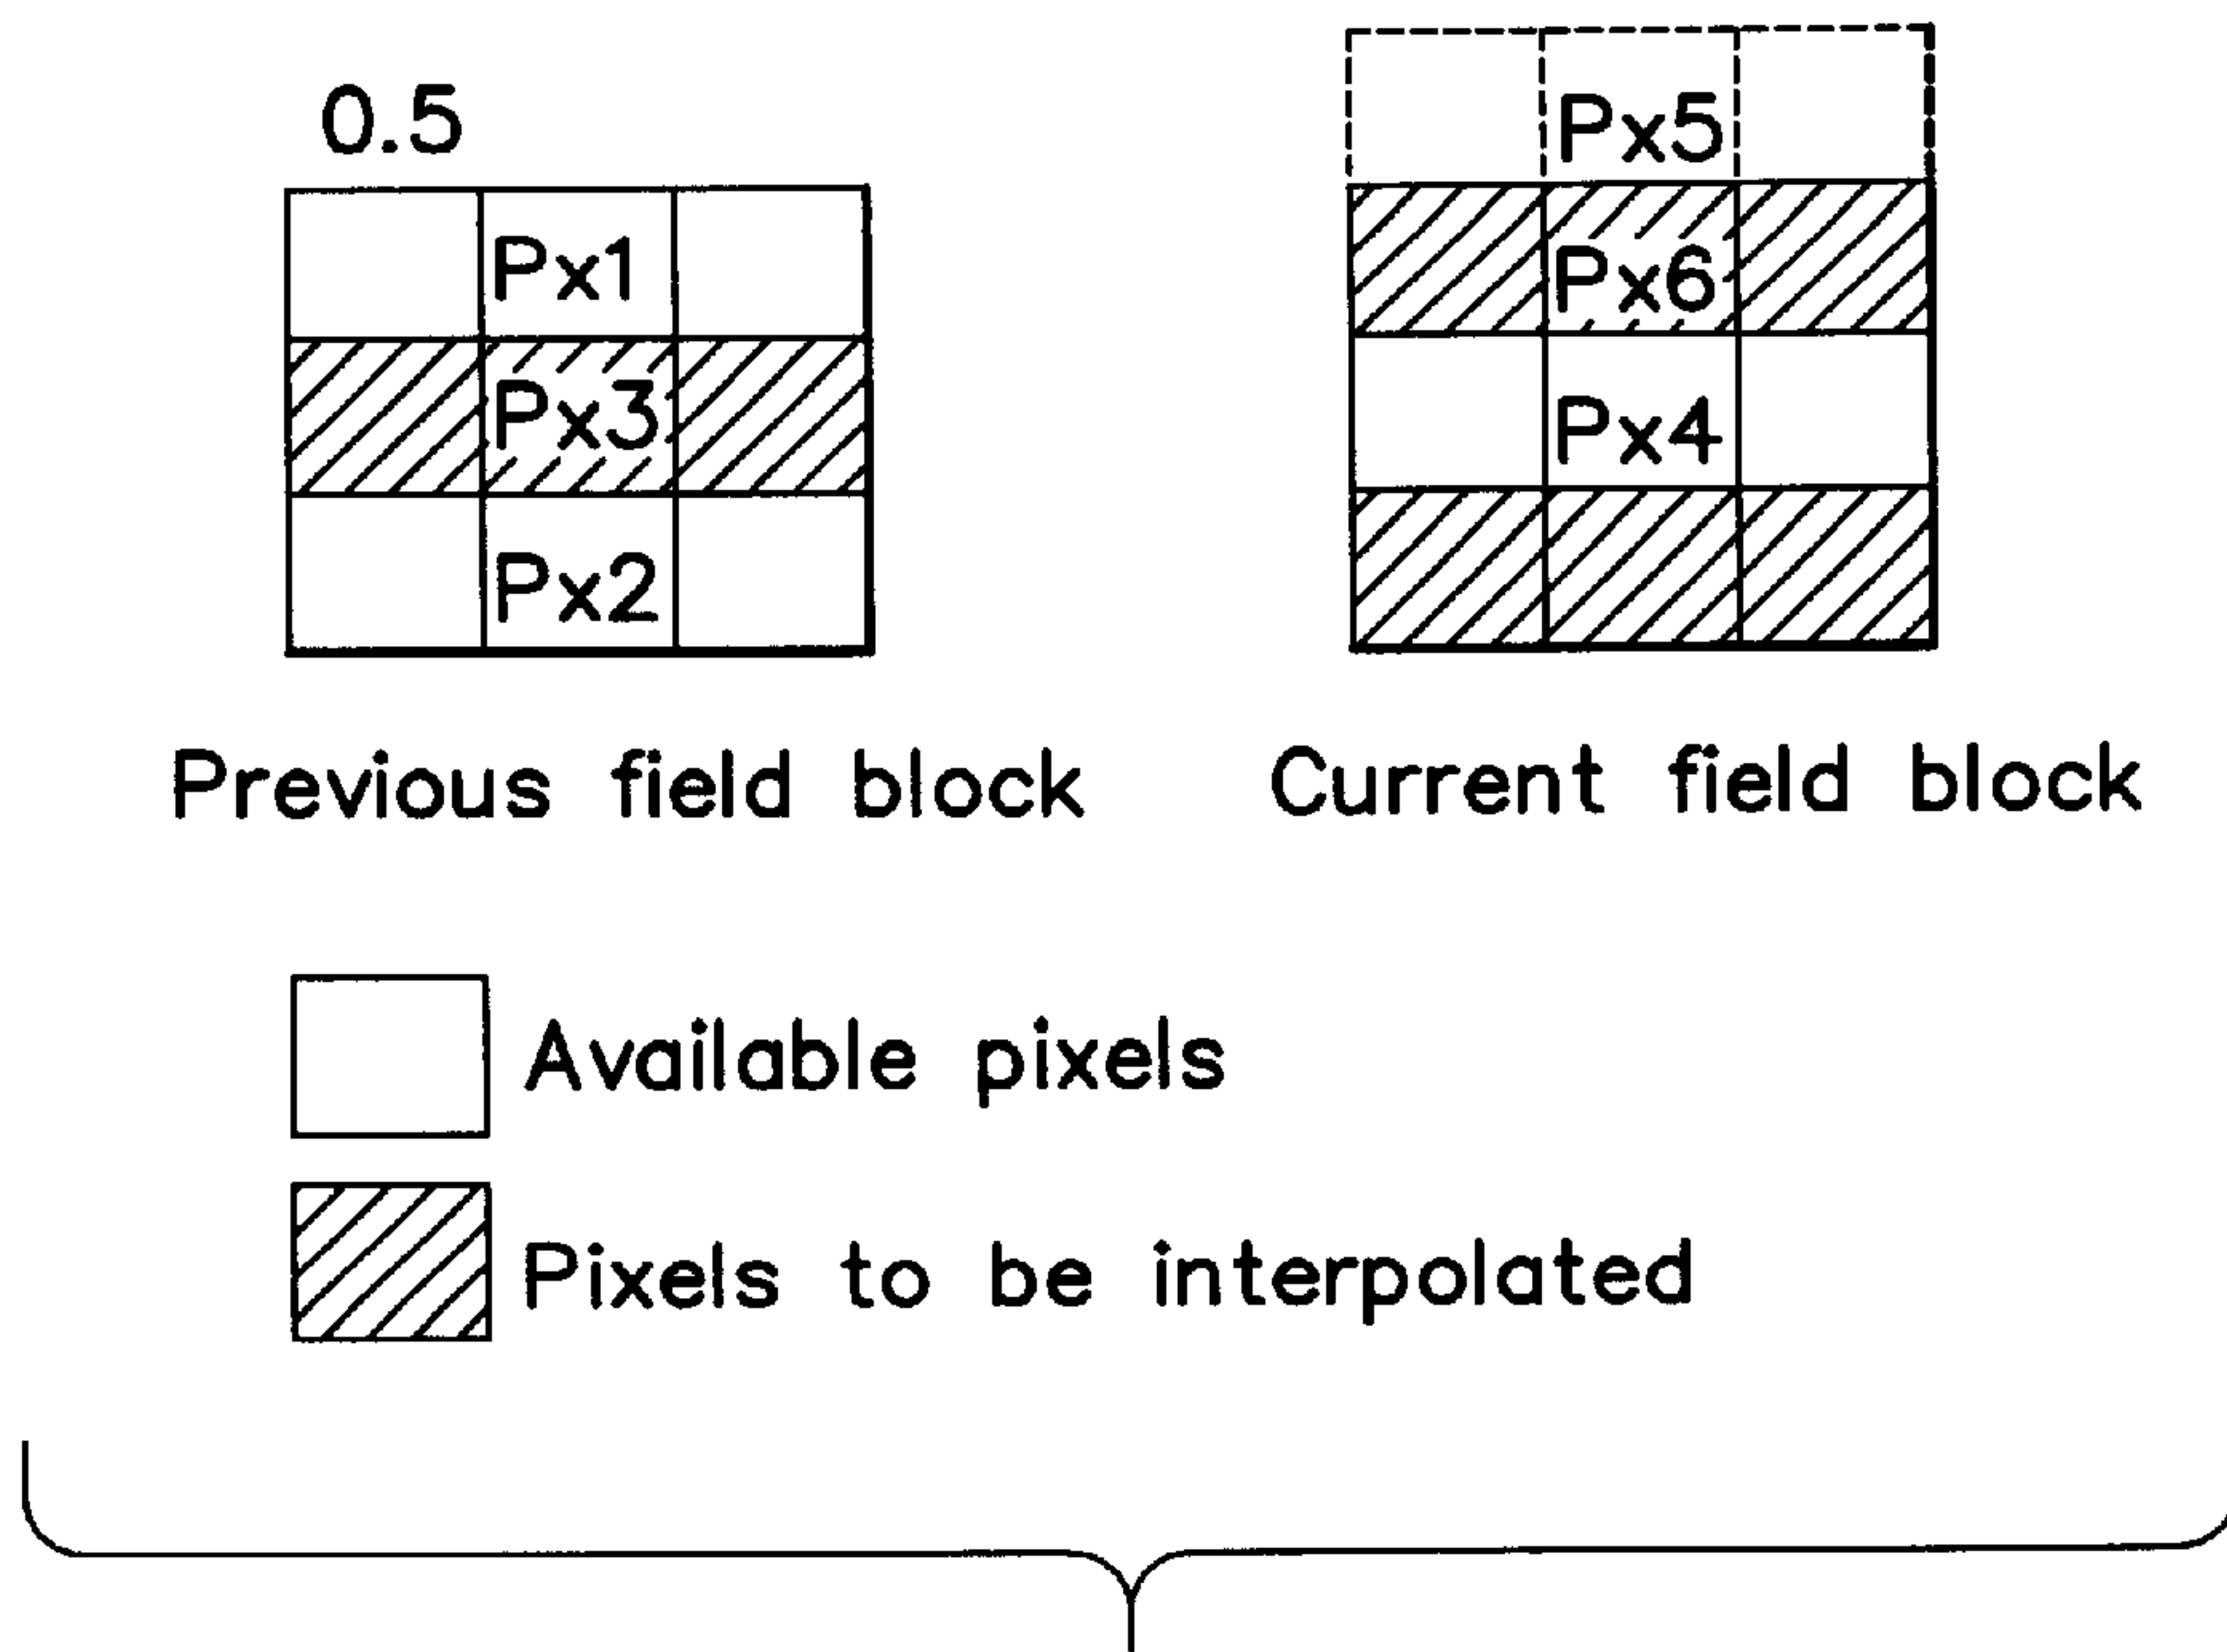 0.5
Px1
Px3
Px2
Previous field block
Px5
Px6
Px4
Current field block
Available pixels
Pixels to be interpolated